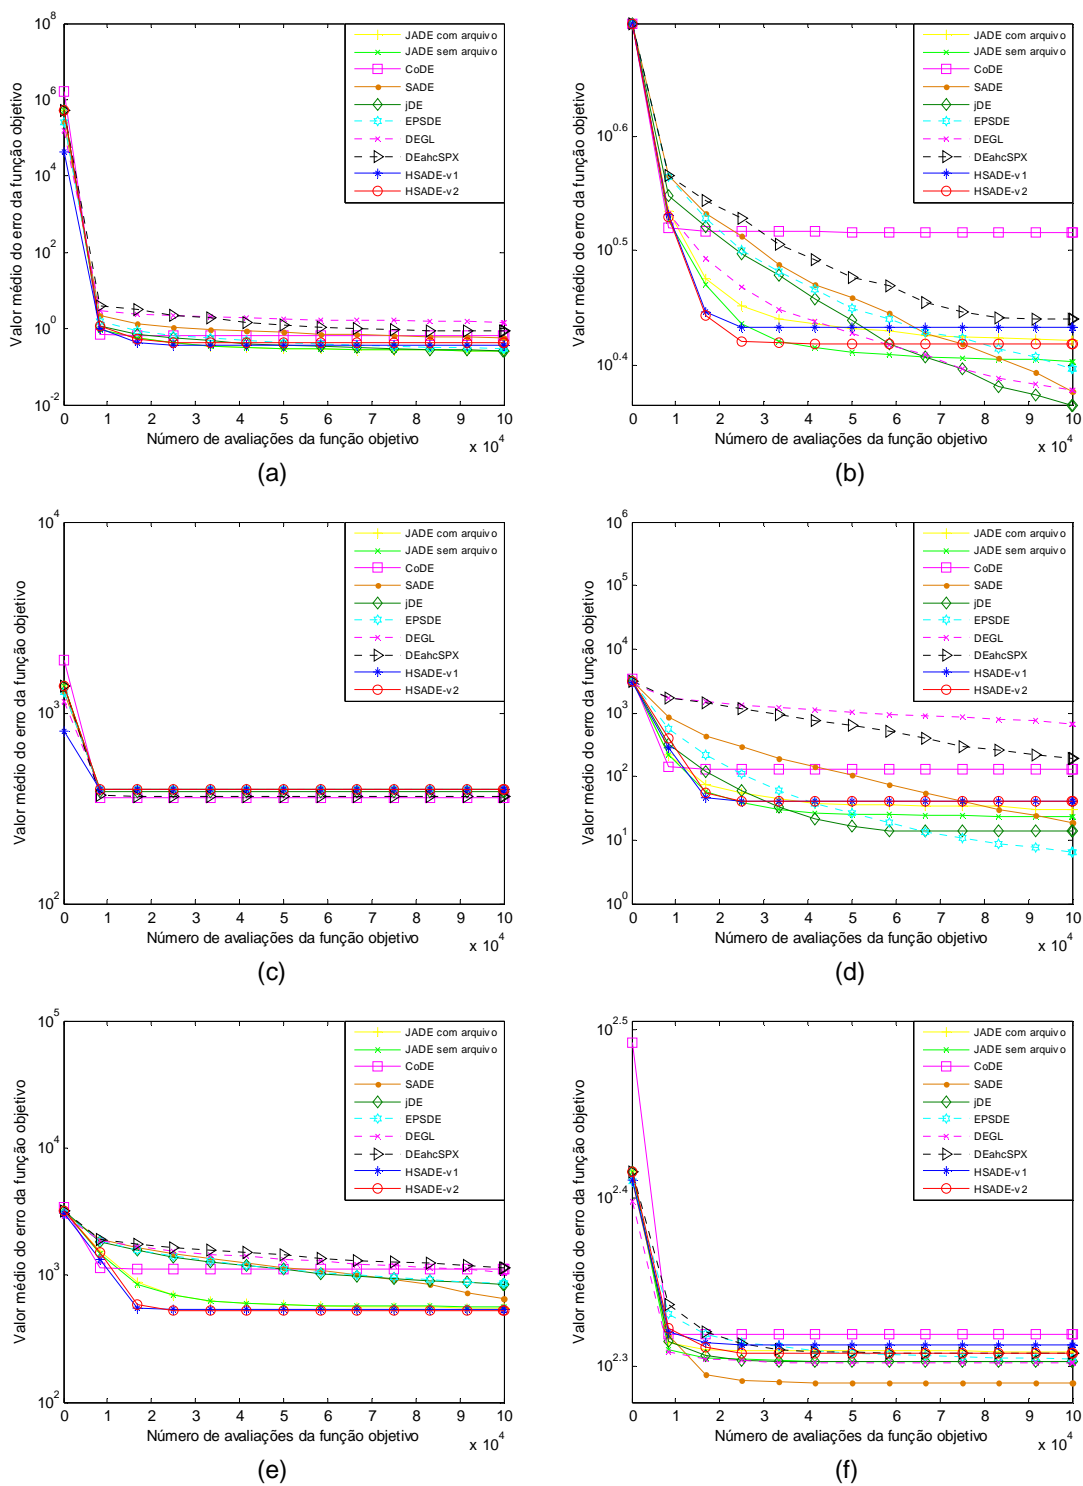 10^8
10^6
10^4
10^2
10^0
10^-2
Valor médio do erro da função objetivo
0 1 2 3 4 5 6 7 8 9 10
Número de avaliações da função objetivo
x 10^4
JADE com arquivo
JADE sem arquivo
CoDE
SADE
jDE
EPSDE
DEGL
DEahcSPX
HSADE-v1
HSADE-v2
(a)
10^0.6
10^0.5
10^0.4
Valor médio do erro da função objetivo
0 1 2 3 4 5 6 7 8 9 10
Número de avaliações da função objetivo
x 10^4
JADE com arquivo
JADE sem arquivo
CoDE
SADE
jDE
EPSDE
DEGL
DEahcSPX
HSADE-v1
HSADE-v2
(b)
10^4
10^3
10^2
Valor médio do erro da função objetivo
0 1 2 3 4 5 6 7 8 9 10
Número de avaliações da função objetivo
x 10^4
JADE com arquivo
JADE sem arquivo
CoDE
SADE
jDE
EPSDE
DEGL
DEahcSPX
HSADE-v1
HSADE-v2
(c)
10^6
10^5
10^4
10^3
10^2
10^1
10^0
Valor médio do erro da função objetivo
0 1 2 3 4 5 6 7 8 9 10
Número de avaliações da função objetivo
x 10^4
JADE com arquivo
JADE sem arquivo
CoDE
SADE
jDE
EPSDE
DEGL
DEahcSPX
HSADE-v1
HSADE-v2
(d)
10^5
10^4
10^3
10^2
Valor médio do erro da função objetivo
0 1 2 3 4 5 6 7 8 9 10
Número de avaliações da função objetivo
x 10^4
JADE com arquivo
JADE sem arquivo
CoDE
SADE
jDE
EPSDE
DEGL
DEahcSPX
HSADE-v1
HSADE-v2
(e)
10^2.5
10^2.4
10^2.3
Valor médio do erro da função objetivo
0 1 2 3 4 5 6 7 8 9 10
Número de avaliações da função objetivo
x 10^4
JADE com arquivo
JADE sem arquivo
CoDE
SADE
jDE
EPSDE
DEGL
DEahcSPX
HSADE-v1
HSADE-v2
(f)